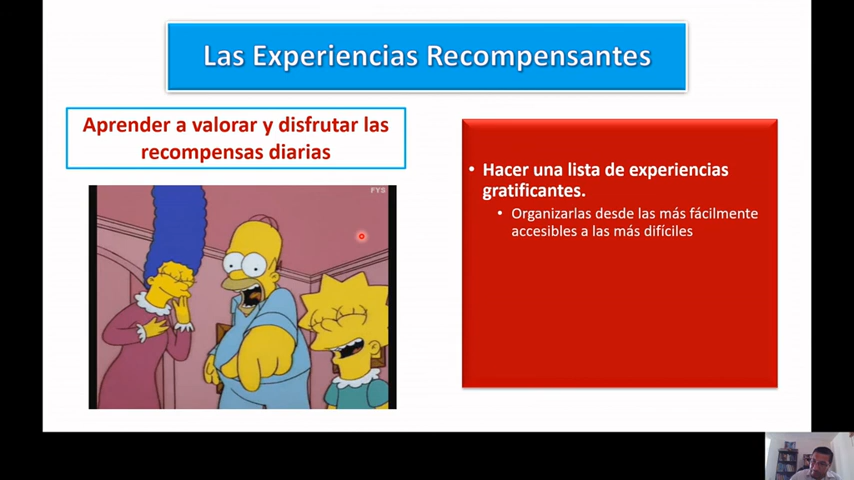 Las Experiencias Recompensantes
Aprender a valorar y disfrutar las
recompensas diarias
FYS
• Hacer una lista de experiencias
gratificantes.
• Organizarlas desde las más fácilmente
accesibles a las más difíciles